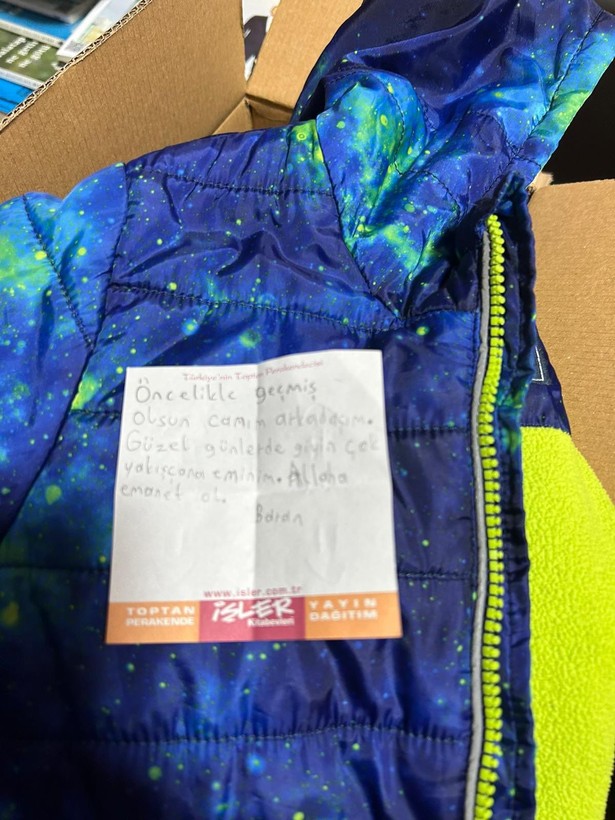 Türkiye'nin Toptan Perakendecisi
Öncelikle geçmiş
olsun canım arkadaşım.
Güzel günlerde giyin çok
yakışcana eminim. Allaha
emanet ol.
Baran
www.isler.com.tr
TOPTAN PERAKENDE
İŞLER Kitabevleri
YAYIN DAĞITIM